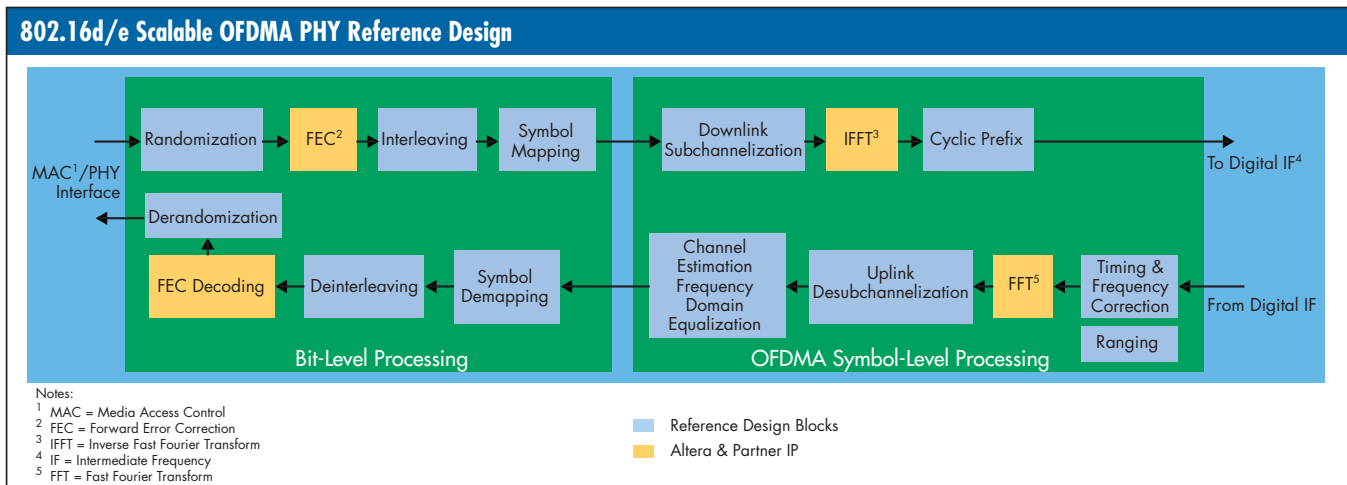 802.16d/e Scalable OFDMA PHY Reference Design
MAC¹/PHY
Interface
Randomization
FEC²
Interleaving
Symbol
Mapping
Downlink
Subchannelization
IFFT³
Cyclic Prefix
To Digital IF⁴
Derandomization
FEC Decoding
Deinterleaving
Symbol
Demapping
Channel
Estimation
Frequency
Domain
Equalization
Uplink
Desubchannelization
FFT⁵
Timing &
Frequency
Correction
From Digital IF
Ranging
Bit-Level Processing
OFDMA Symbol-Level Processing
Notes:
¹ MAC = Media Access Control
² FEC = Forward Error Correction
³ IFFT = Inverse Fast Fourier Transform
⁴ IF = Intermediate Frequency
⁵ FFT = Fast Fourier Transform
Reference Design Blocks
Altera & Partner IP